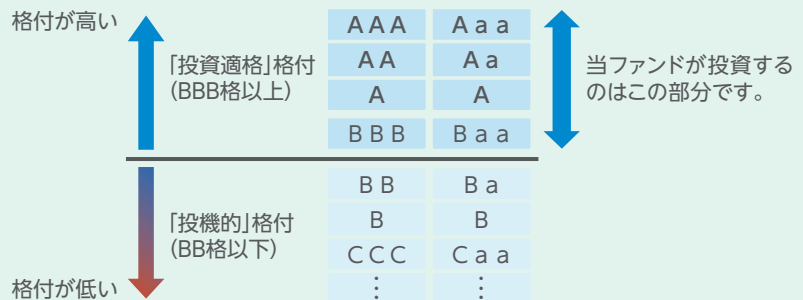 格付が高い
AAA Aaa
「投資適格」格付
(BBB格以上)
AA Aa
当ファンドが投資する
のはこの部分です。
A A
BBB Baa
BB Ba
「投機的」格付
(BB格以下)
B B
CCC Caa
格付が低い
⋮ ⋮